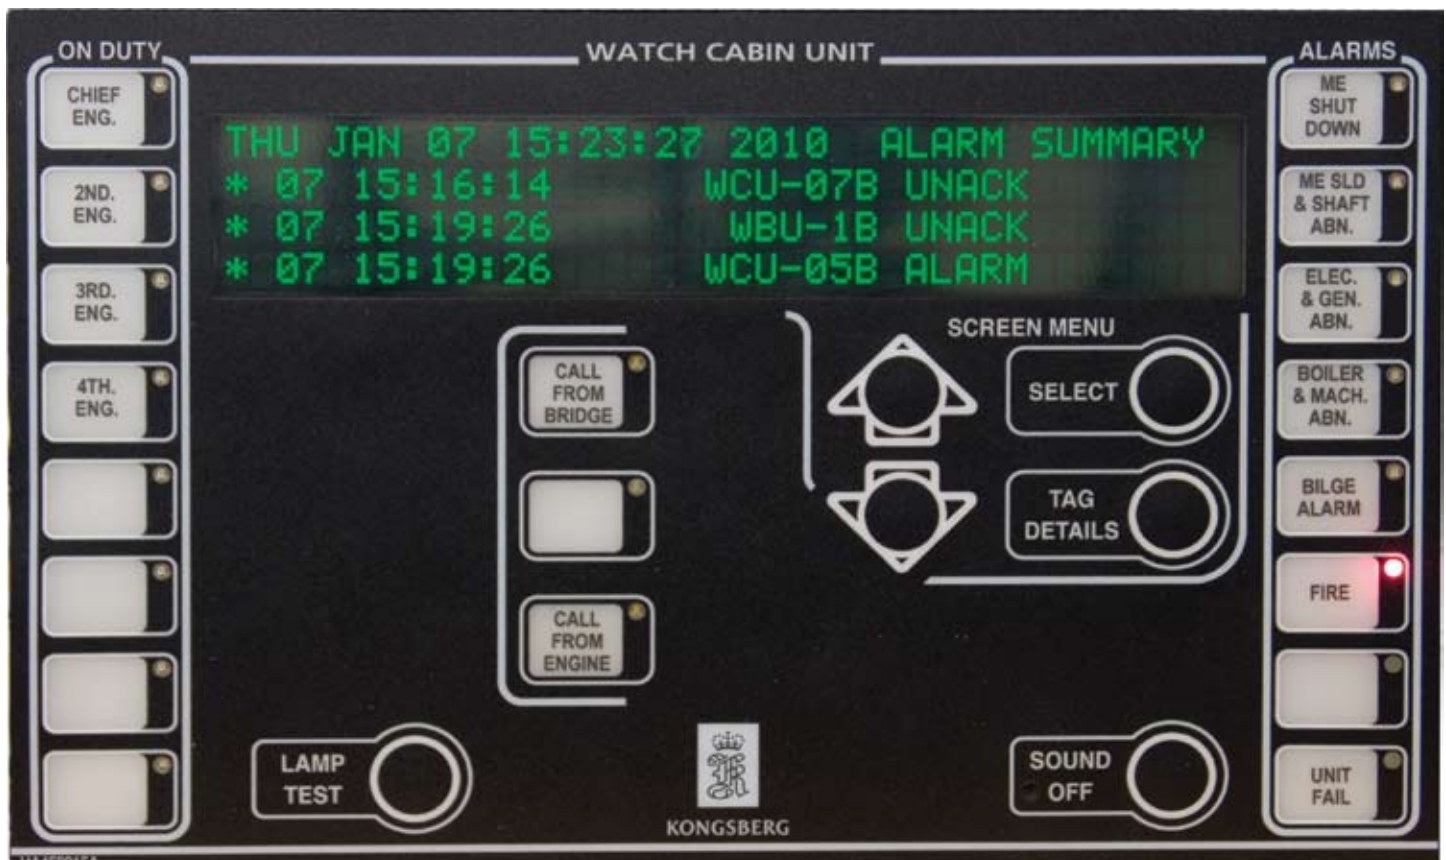 ON DUTY
WATCH CABIN UNIT
ALARMS
CHIEF
ENG.
2ND.
ENG.
3RD.
ENG.
4TH.
ENG.
THU JAN 07 15:23:27 2010 ALARM SUMMARY
* 07 15:16:14 WCU-07B UNACK
* 07 15:19:26 WBU-1B UNACK
* 07 15:19:26 WCU-05B ALARM
CALL
FROM
BRIDGE
CALL
FROM
ENGINE
SCREEN MENU
SELECT
TAG
DETAILS
LAMP
TEST
KONGSBERG
SOUND
OFF
ME
SHUT
DOWN
ME SLD
& SHAFT
ABN.
ELEC.
& GEN.
ABN.
BOILER
& MACH.
ABN.
BILGE
ALARM
FIRE
UNIT
FAIL